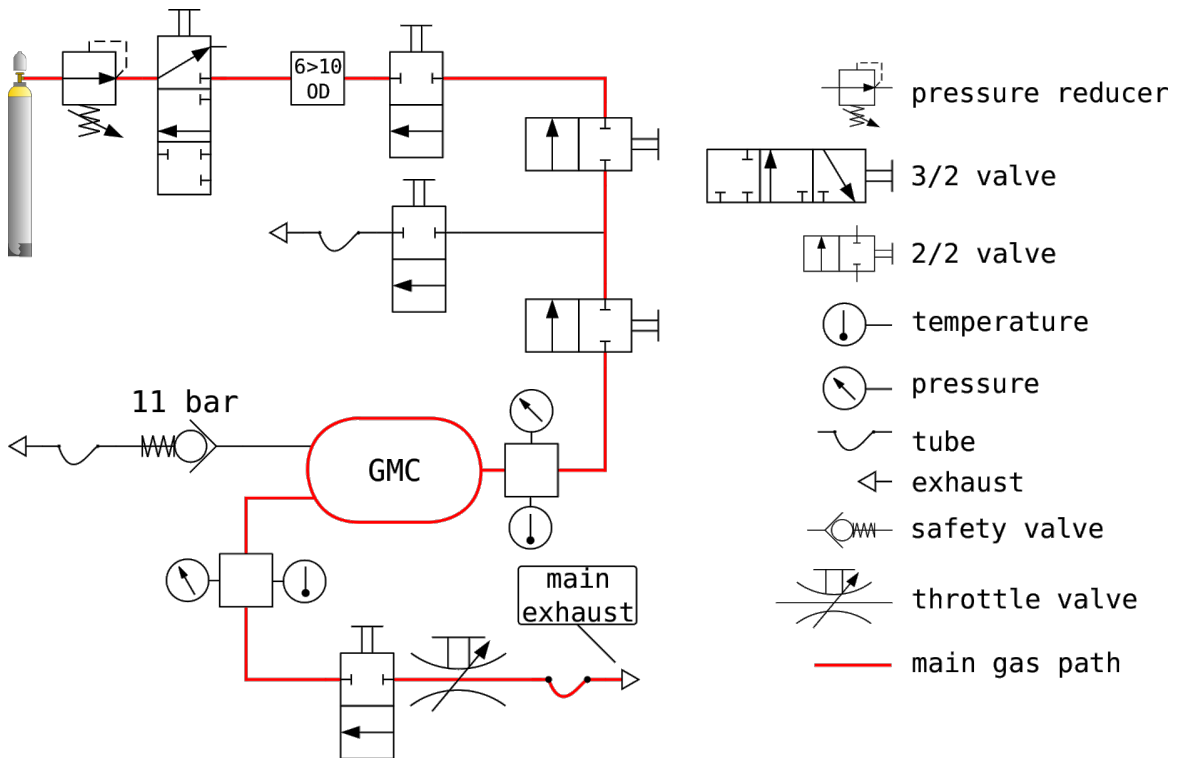 6>10
OD
pressure reducer
3/2 valve
2/2 valve
temperature
pressure
tube
exhaust
safety valve
throttle valve
main gas path
11 bar
GMC
main
exhaust